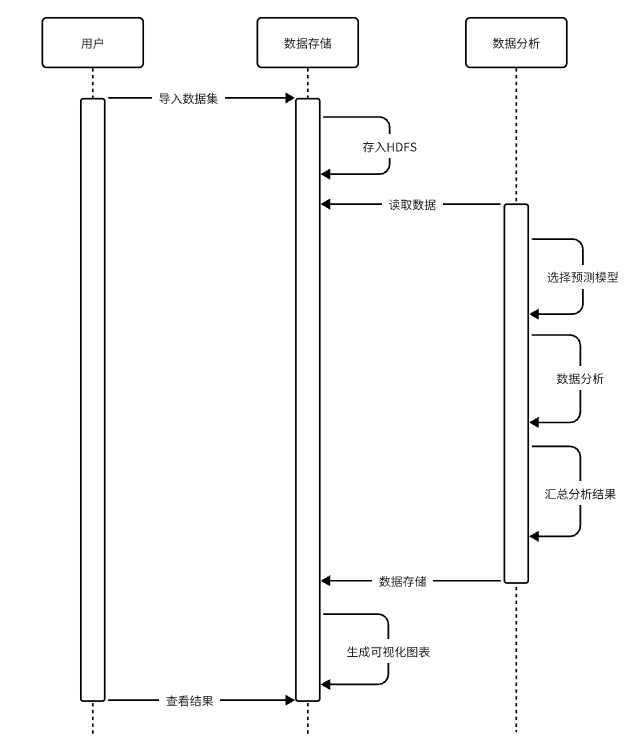 用户
数据存储
数据分析
导入数据集
存入HDFS
读取数据
选择预测模型
数据分析
汇总分析结果
数据存储
生成可视化图表
查看结果